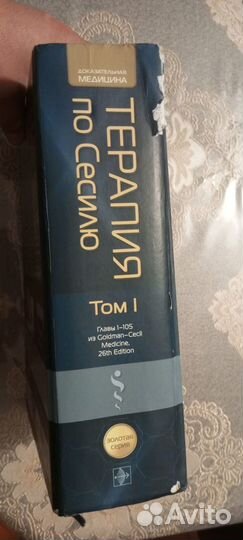 ДОКАЗАТЕЛЬНАЯ
МЕДИЦИНА
ТЕРАПИЯ
по Сесилю
Том I
Главы 1–105
из Goldman–Cecil
Medicine,
26th Edition
золотая
серия
Avito